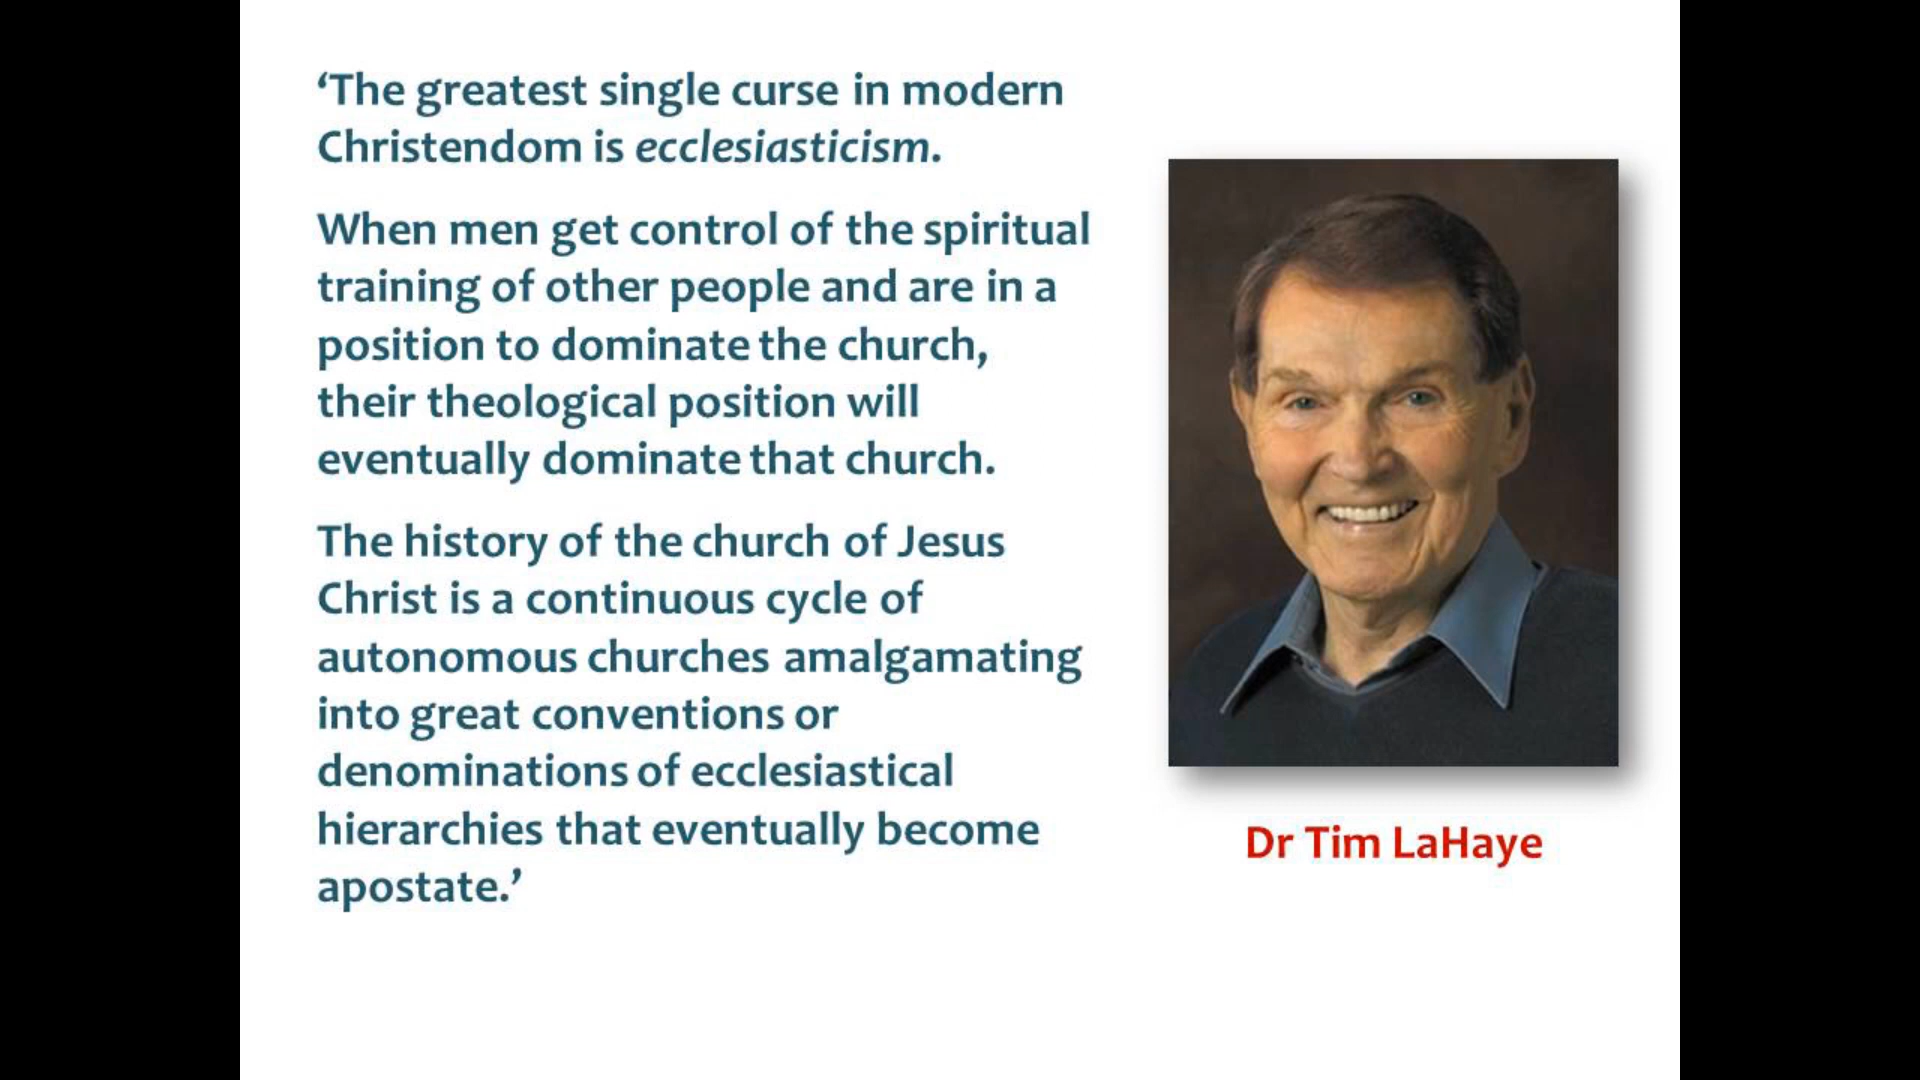 ‘The greatest single curse in modern
Christendom is ecclesiasticism.
When men get control of the spiritual
training of other people and are in a
position to dominate the church,
their theological position will
eventually dominate that church.
The history of the church of Jesus
Christ is a continuous cycle of
autonomous churches amalgamating
into great conventions or
denominations of ecclesiastical
hierarchies that eventually become
apostate.’
Dr Tim LaHaye